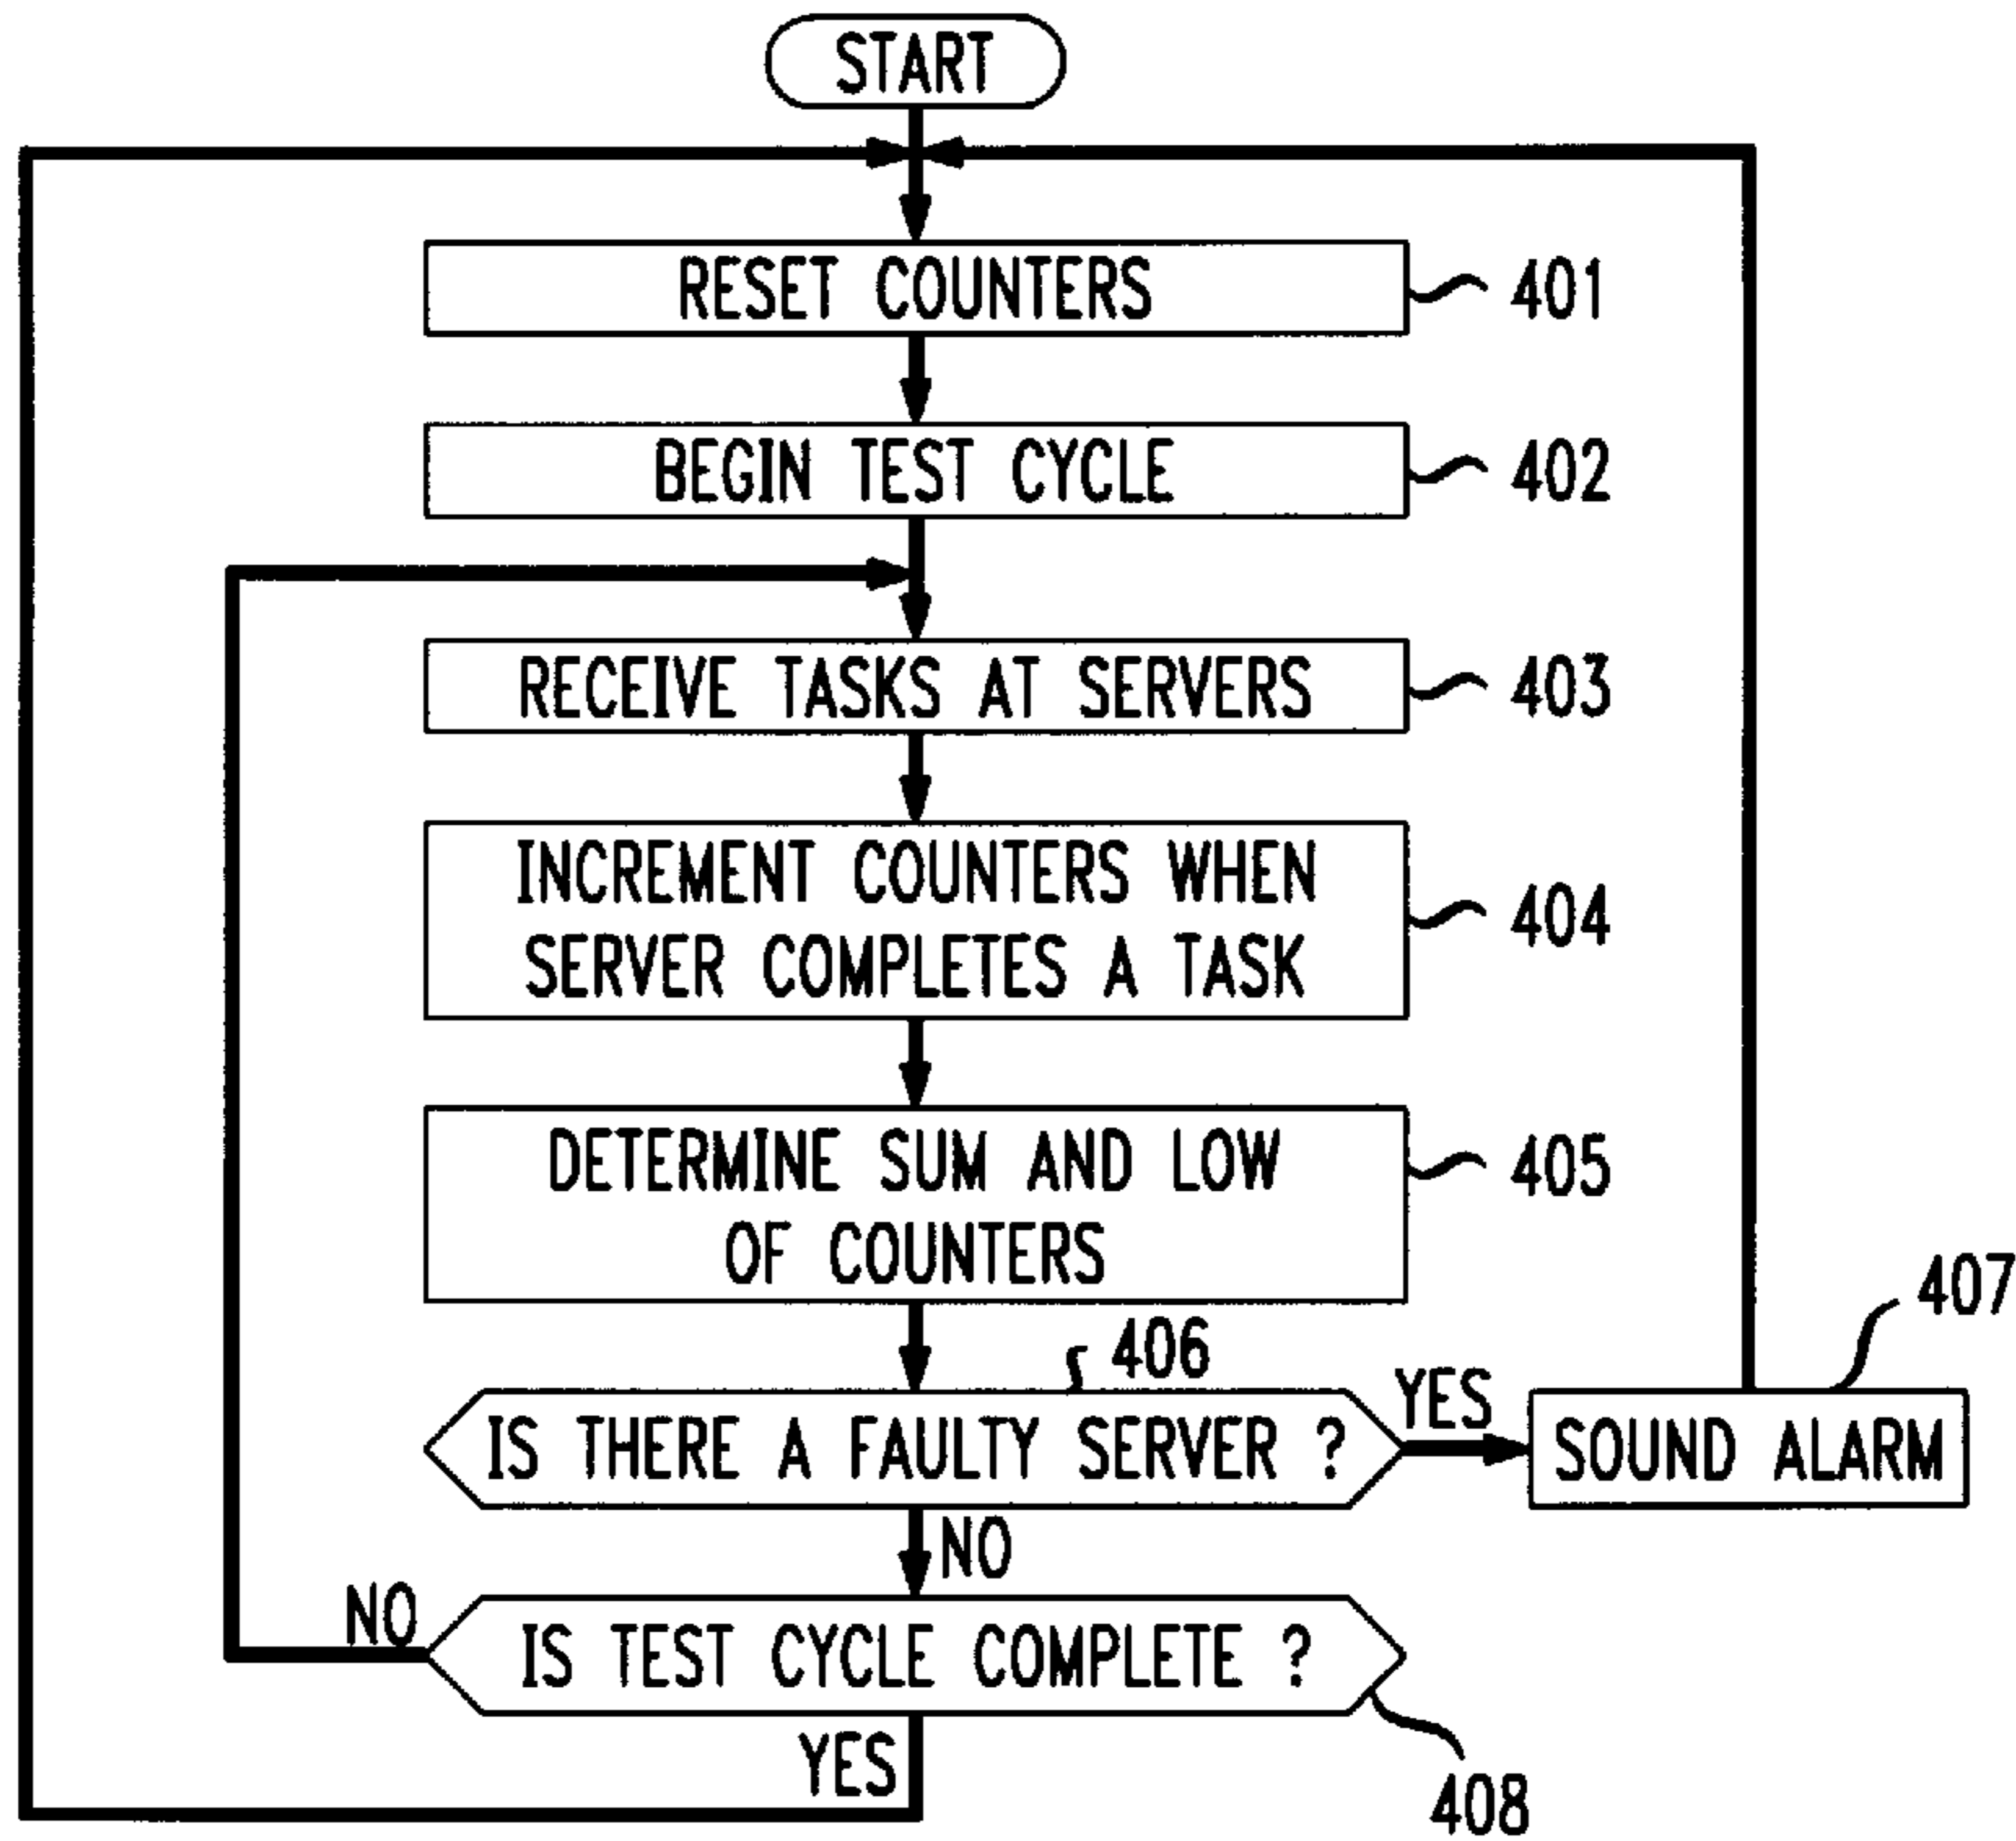 START
RESET COUNTERS
401
BEGIN TEST CYCLE
402
RECEIVE TASKS AT SERVERS
403
INCREMENT COUNTERS WHEN
SERVER COMPLETES A TASK
404
DETERMINE SUM AND LOW
OF COUNTERS
405
406
IS THERE A FAULTY SERVER ?
YES
407
SOUND ALARM
NO
IS TEST CYCLE COMPLETE ?
NO
YES
408